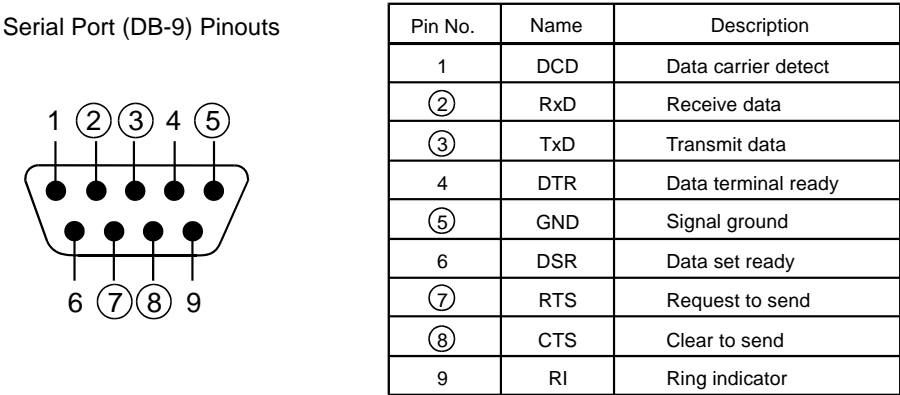 Serial Port (DB-9) Pinouts
1 2 3 4 5
6 7 8 9
Pin No. Name Description
1 DCD Data carrier detect
2 RxD Receive data
3 TxD Transmit data
4 DTR Data terminal ready
5 GND Signal ground
6 DSR Data set ready
7 RTS Request to send
8 CTS Clear to send
9 RI Ring indicator